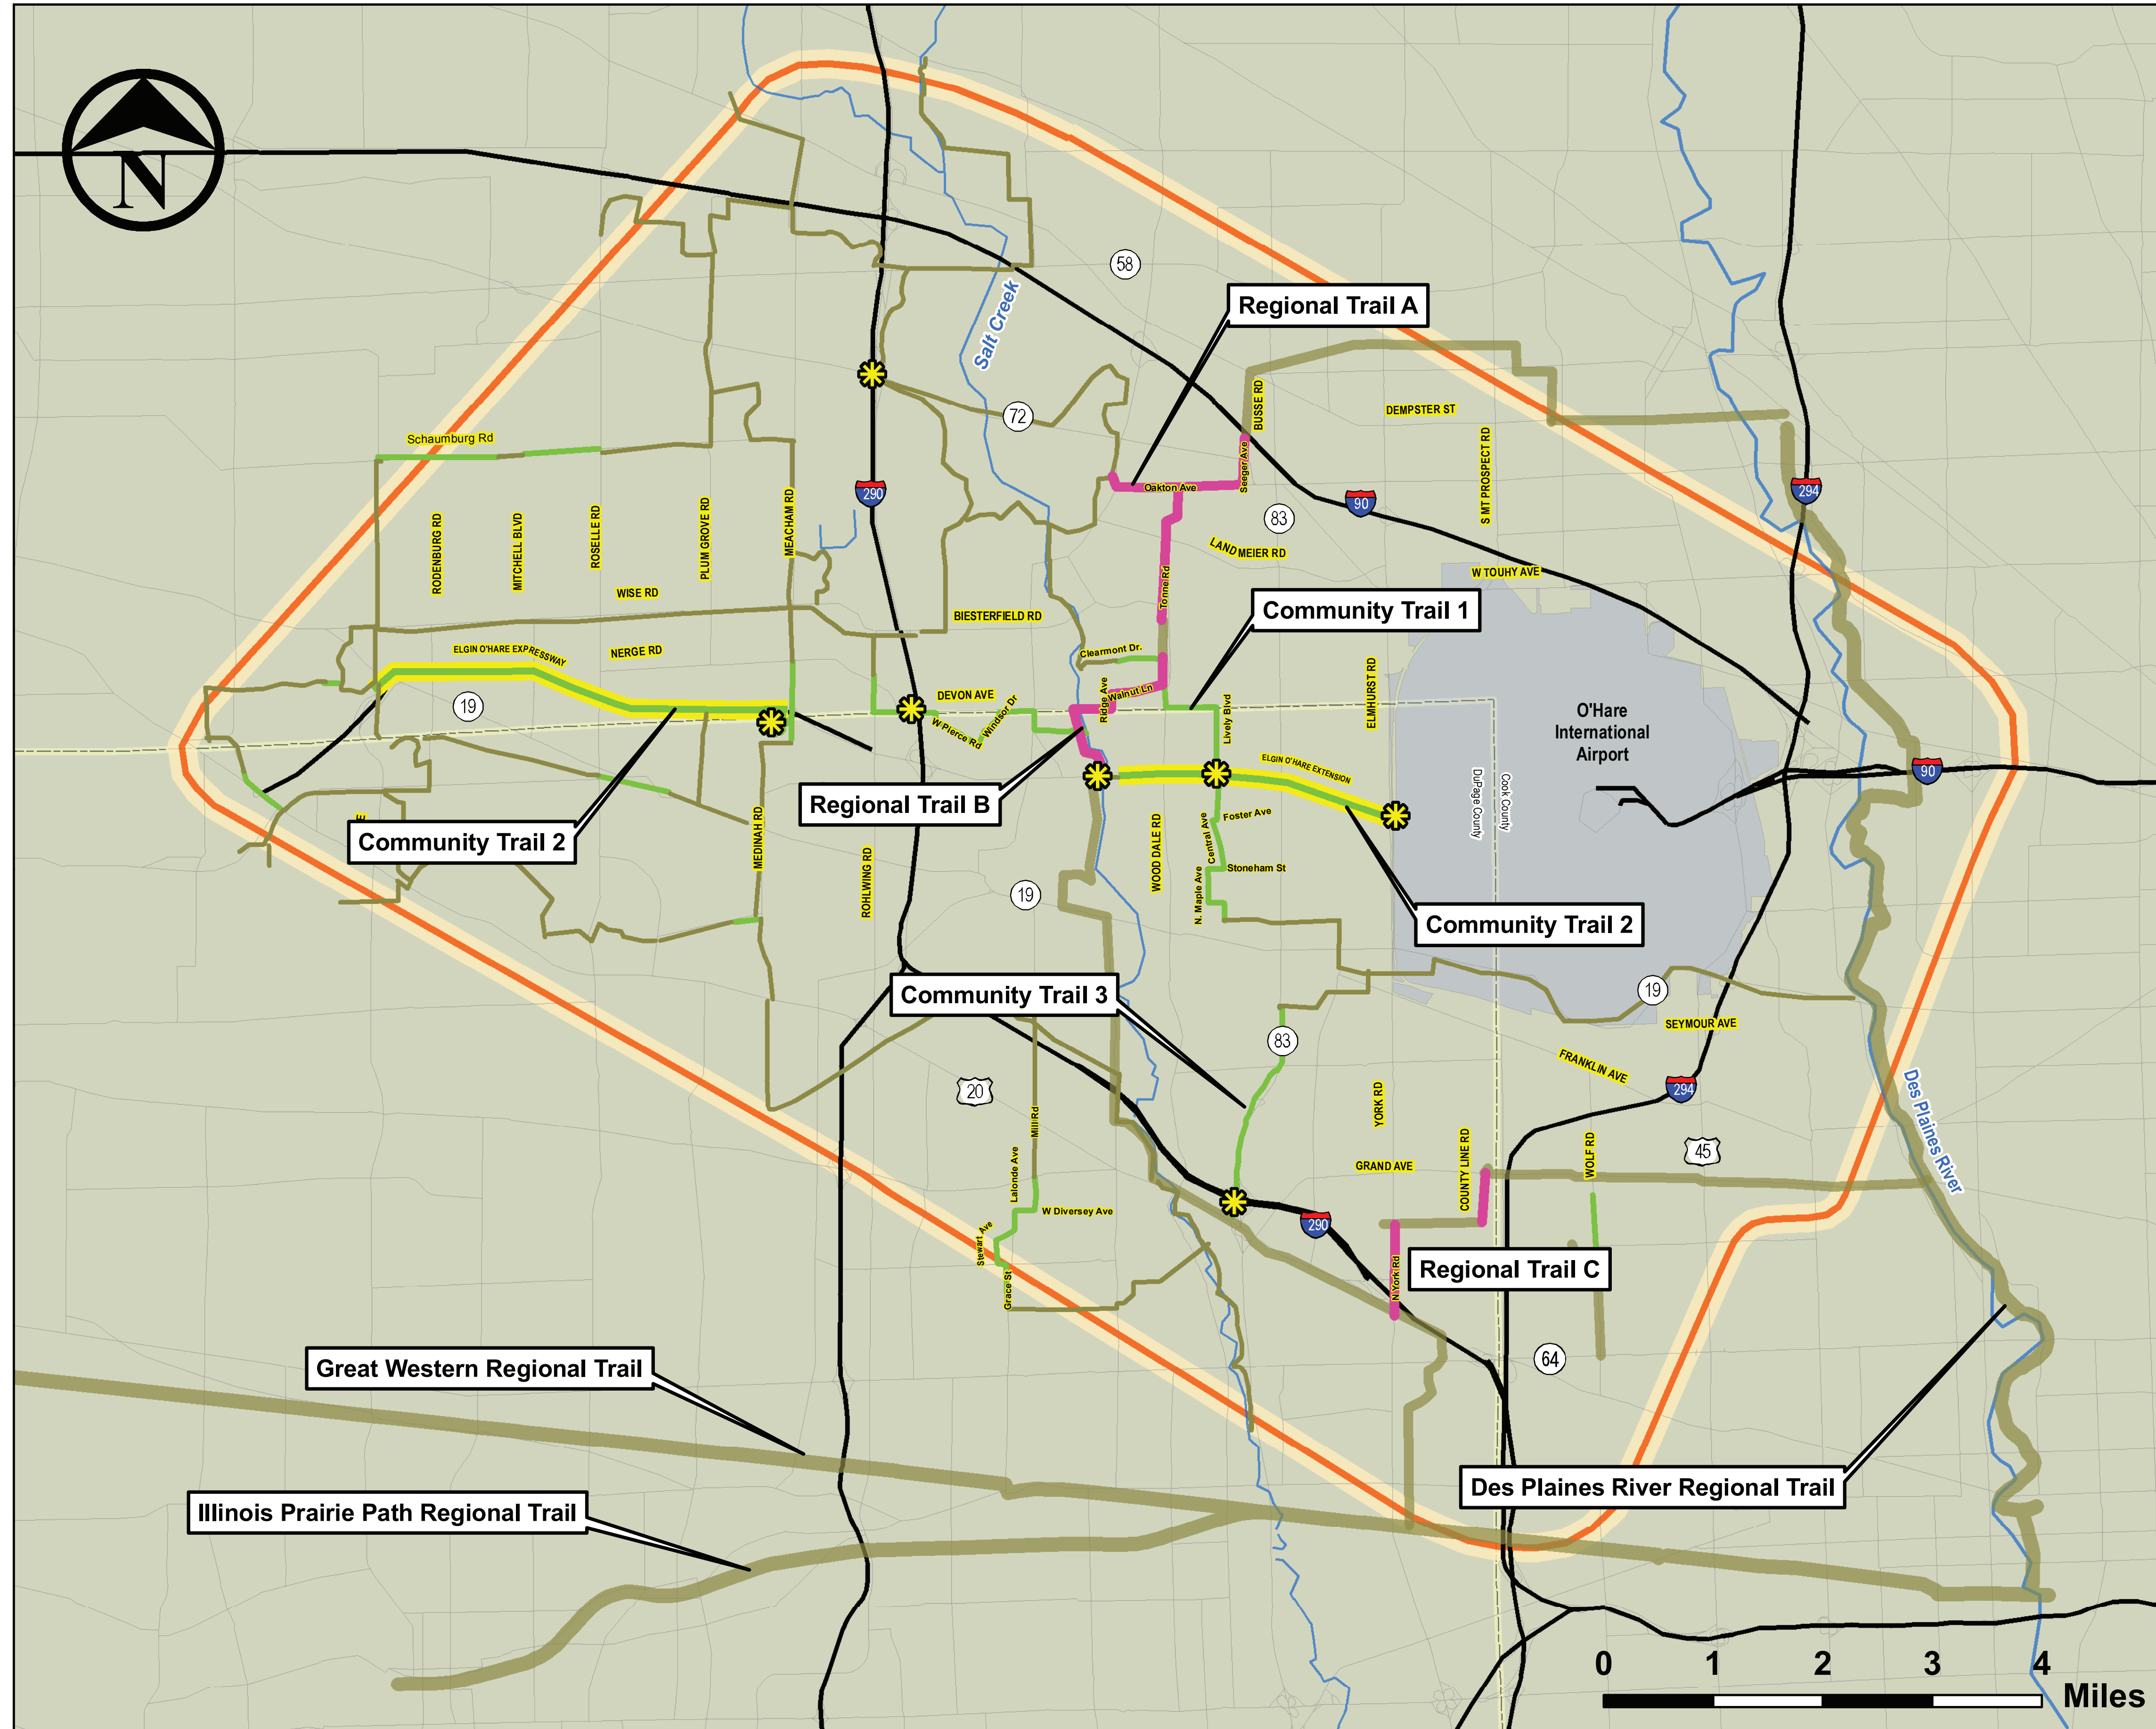 N
58
Salt Creek
Regional Trail A
BUSSE RD
DEMPSTER ST
72
Schaumburg Rd
S MT PROSPECT RD
Seeger Ave
Oakton Ave
290
90
294
83
RODENBURG RD
MITCHELL BLVD
ROSELLE RD
PLUM GROVE RD
MEACHAM RD
LANDMEIER RD
W TOUHY AVE
WISE RD
Tonne Rd
BIESTERFIELD RD
Community Trail 1
ELGIN O'HARE EXPRESSWAY
NERGE RD
Clearmont Dr.
ELMHURST RD
DEVON AVE
Walnut Ln
Ridge Ave
19
W Pierce Rd
Windsor Dr
Lively Blvd
O'Hare
International
Airport
ELGIN O'HARE EXTENSION
DuPage County
Cook County
90
Regional Trail B
Community Trail 2
E
MEDINAH RD
ROHLWING RD
WOOD DALE RD
Central Ave
Foster Ave
Stoneham St
N. Maple Ave
19
Community Trail 2
Community Trail 3
19
83
SEYMOUR AVE
FRANKLIN AVE
294
20
Mill Rd
YORK RD
Des Plaines River
45
Lalonde Ave
GRAND AVE
COUNTY LINE RD
WOLF RD
W Diversey Ave
290
Stewart Ave
Grace St
N York Rd
Regional Trail C
64
Great Western Regional Trail
Des Plaines River Regional Trail
Illinois Prairie Path Regional Trail
0 1 2 3 4
Miles